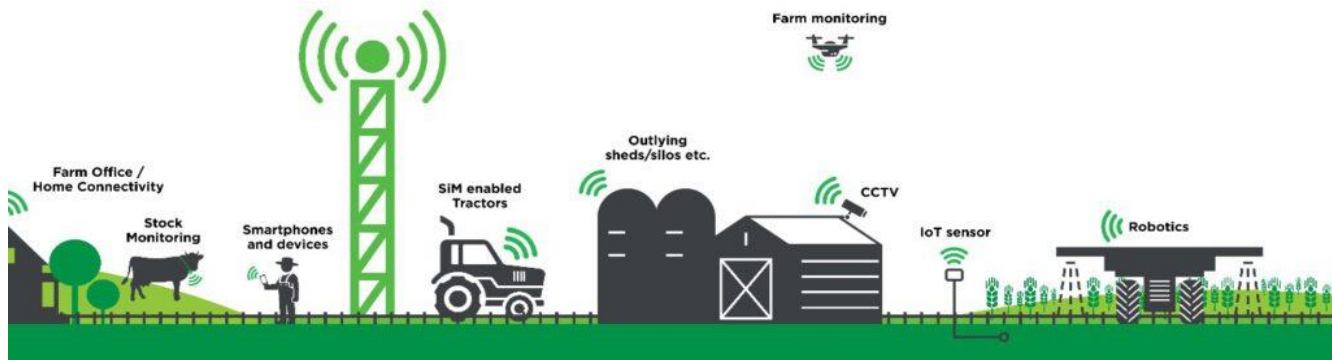 Farm monitoring
Outlying
sheds/silos etc.
Farm Office /
Home Connectivity
SiM enabled
Tractors
CCTV
Stock
Monitoring
Smartphones
and devices
IoT sensor
Robotics